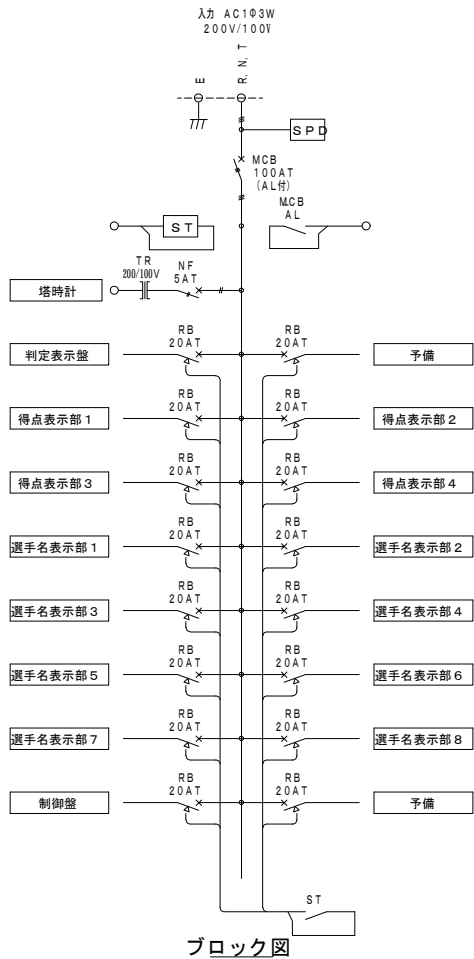 入力 AC1Φ3W
200V/100V
E
R.N.T
SPD
MCB
100AT
(AL付)
MCB
AL
ST
TR
200/100V
NF
5AT
塔時計
RB
20AT
RB
20AT
判定表示盤
予備
RB
20AT
RB
20AT
得点表示部1
得点表示部2
RB
20AT
RB
20AT
得点表示部3
得点表示部4
RB
20AT
RB
20AT
選手名表示部1
選手名表示部2
RB
20AT
RB
20AT
選手名表示部3
選手名表示部4
RB
20AT
RB
20AT
選手名表示部5
選手名表示部6
RB
20AT
RB
20AT
選手名表示部7
選手名表示部8
RB
20AT
RB
20AT
制御盤
予備
ST
ブロック図